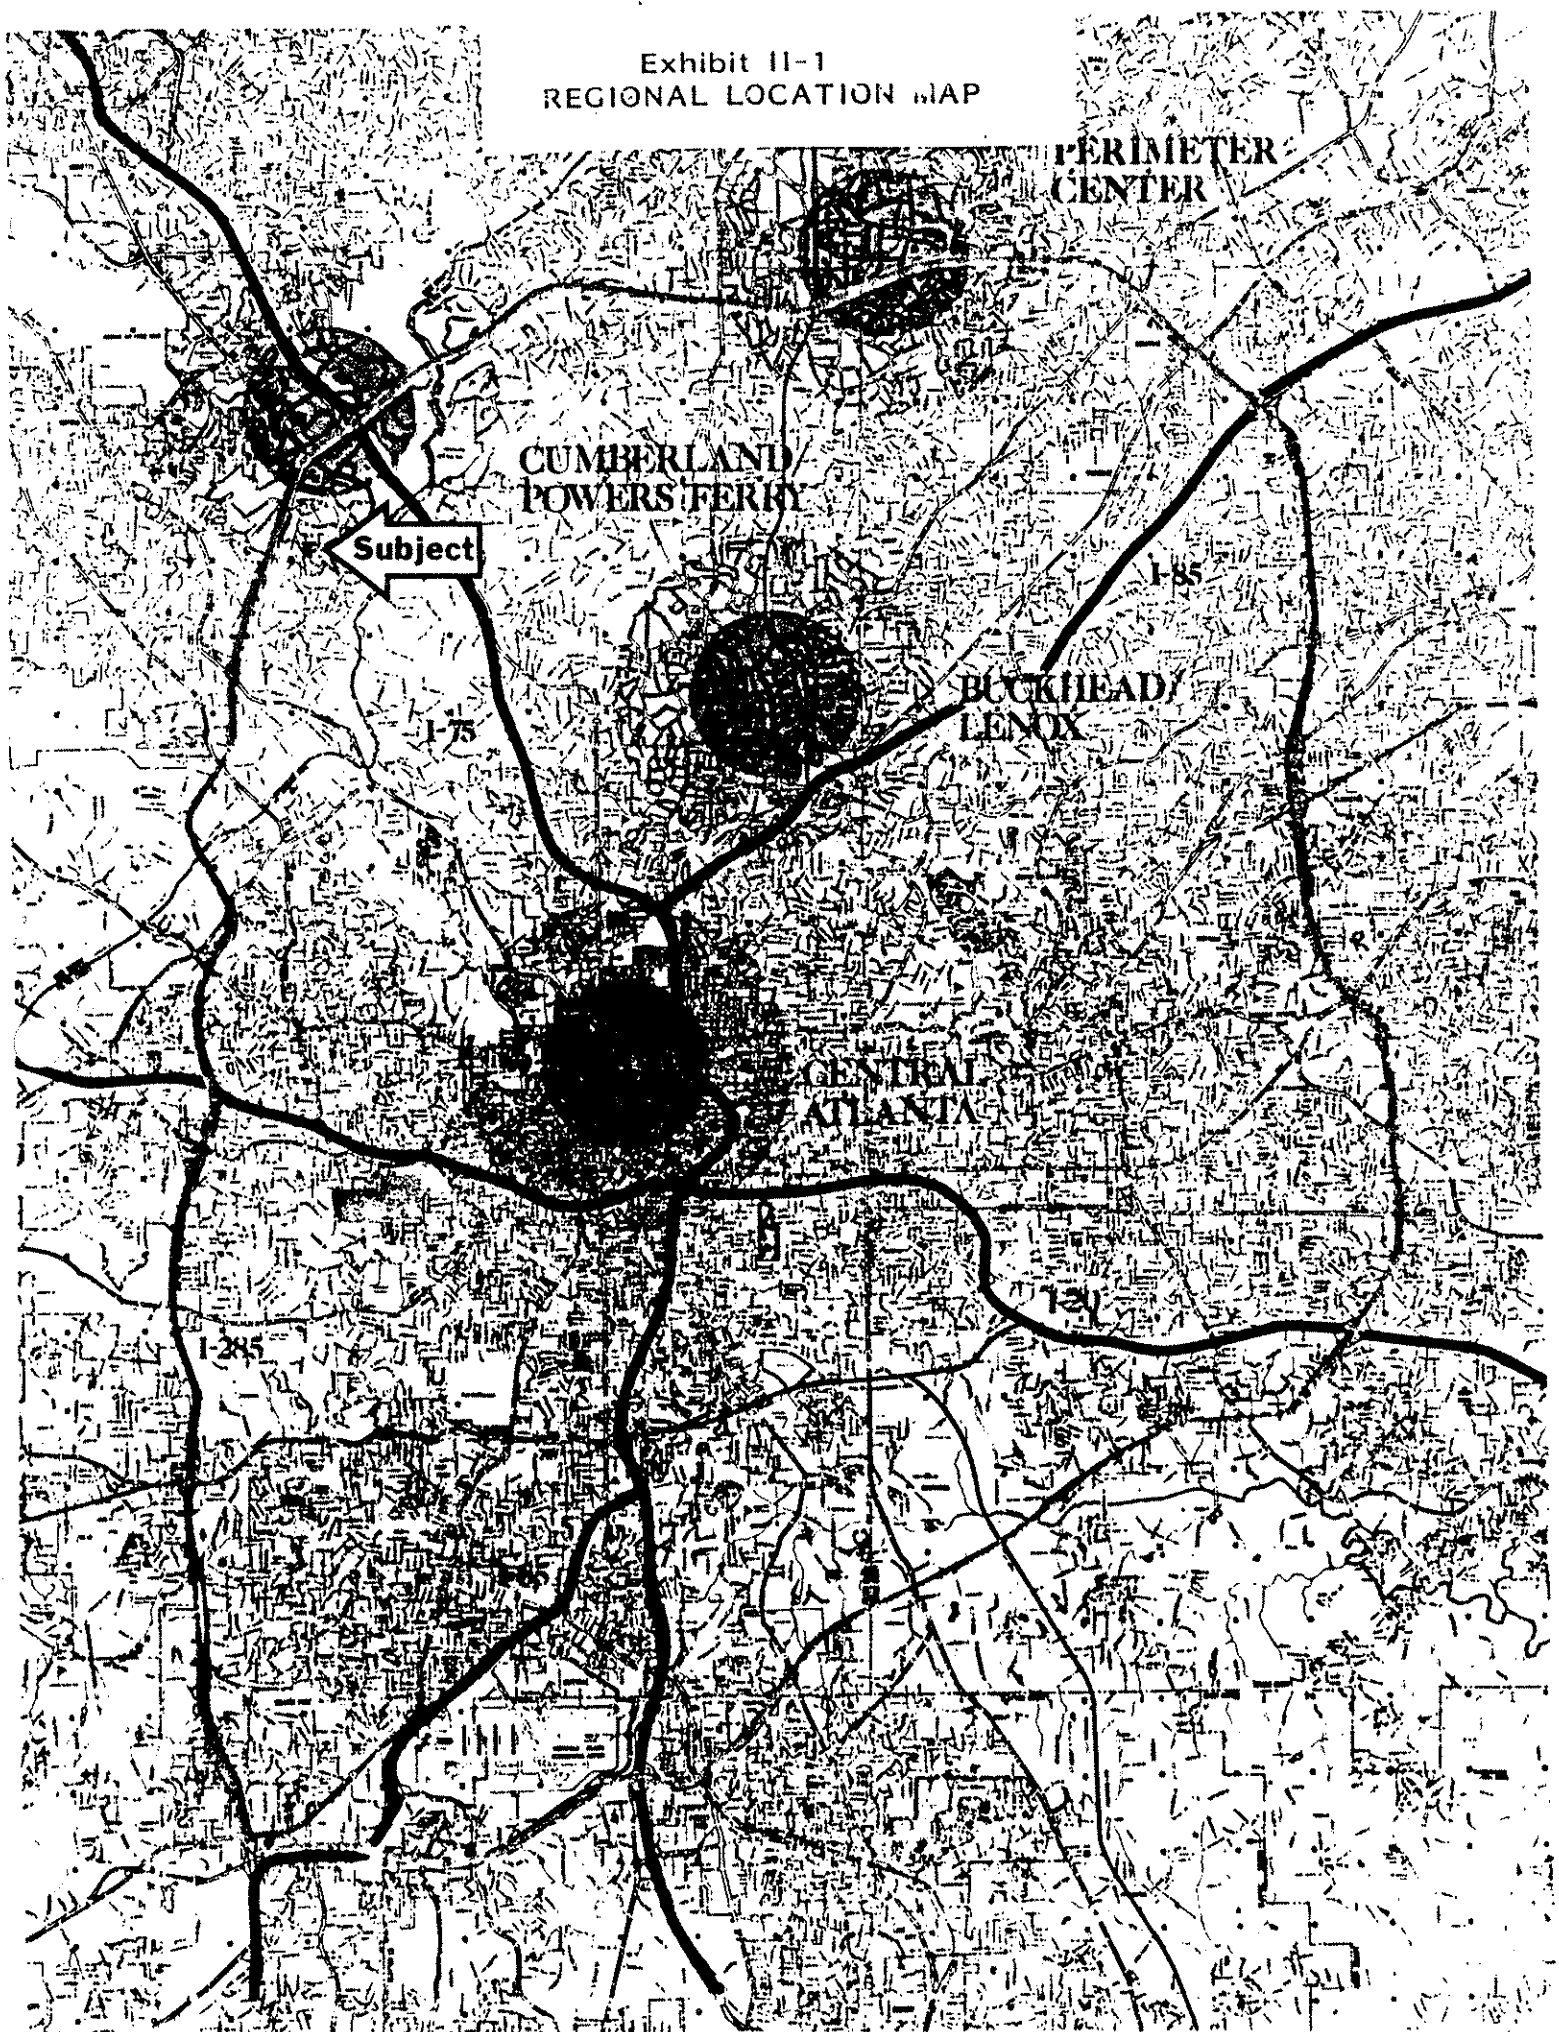 Exhibit II-1
REGIONAL LOCATION MAP
PERIMETER
CENTER
CUMBERLAND/
POWERS FERRY
Subject
I-85
BUCKHEAD/
LENOX
I-75
CENTRAL
ATLANTA
I-20
I-285
I-85